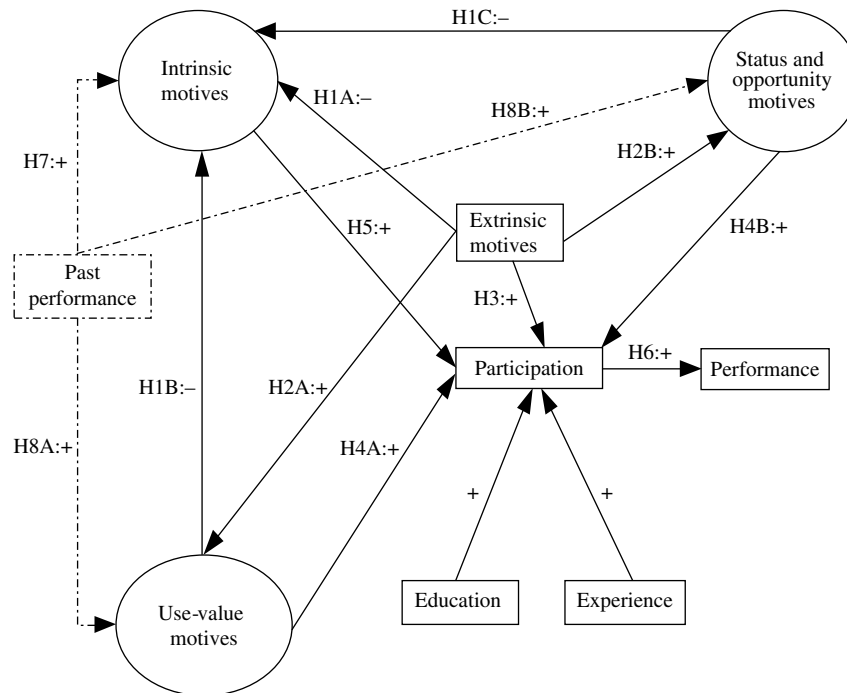 H1C:–
Intrinsic
motives
Status and
opportunity
motives
H1A:–
H8B:+
H7:+
H2B:+
Extrinsic
motives
H5:+
H4B:+
Past
performance
H3:+
Participation
H6:+
Performance
H1B:–
H2A:+
H8A:+
H4A:+
+
+
Education
Experience
Use-value
motives